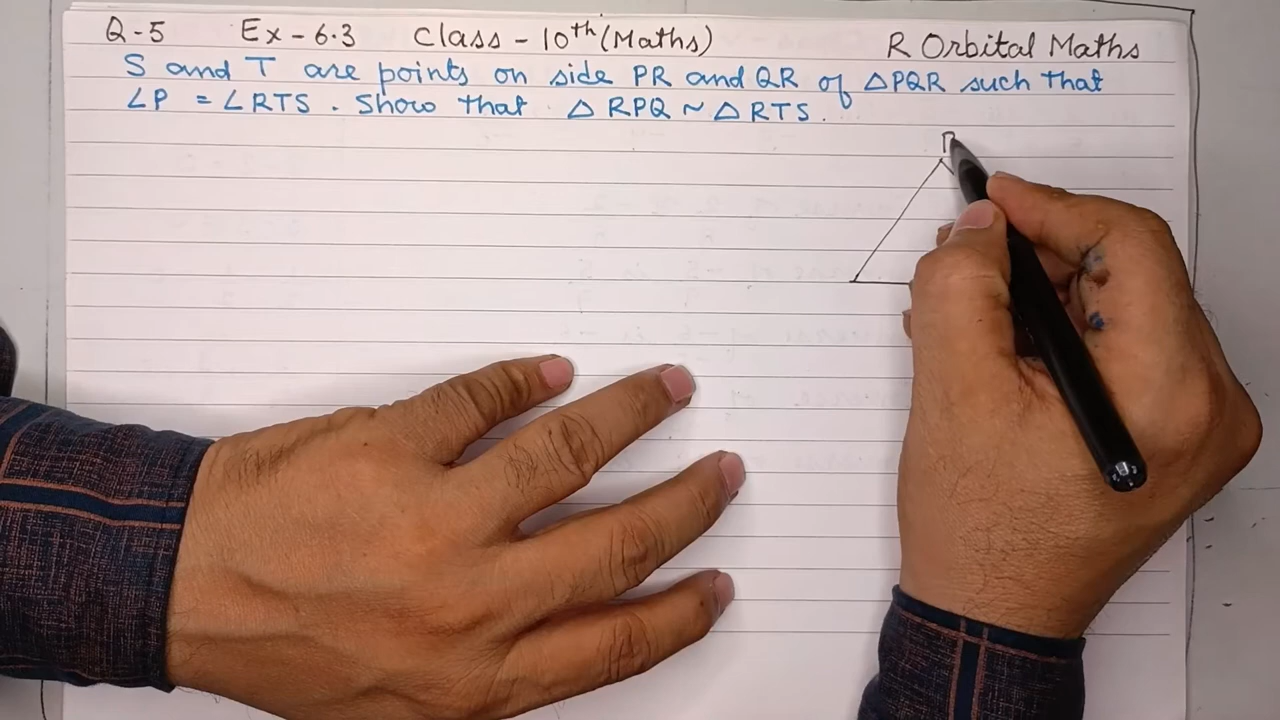 Q-5 Ex-6.3 Class-10th (Maths) R Orbital Maths
S and T are points on side PR and QR of △PQR such that
∠P = ∠RTS. Show that △RPQ ~ △RTS.